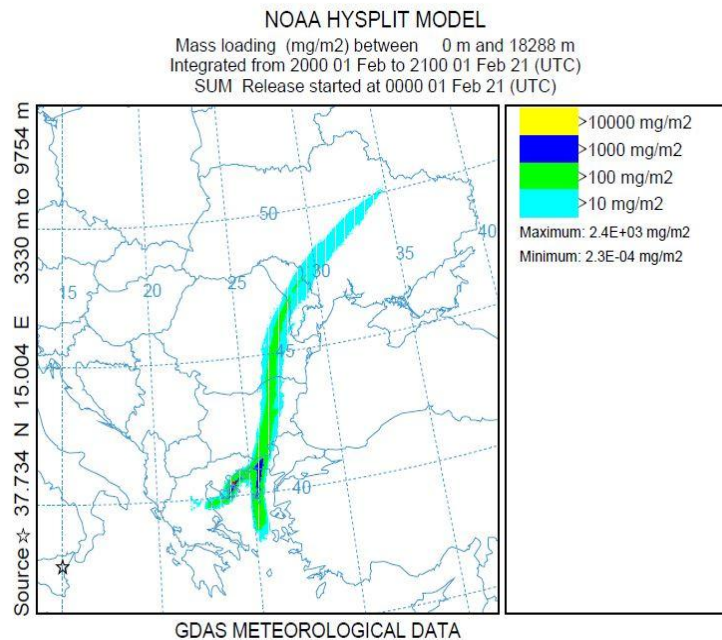 NOAA HYSPLIT MODEL
Mass loading (mg/m2) between 0 m and 18288 m
Integrated from 2000 01 Feb to 2100 01 Feb 21 (UTC)
SUM Release started at 0000 01 Feb 21 (UTC)
Source ☆ 37.734 N 15.004 E 3330 m to 9754 m
>10000 mg/m2
>1000 mg/m2
>100 mg/m2
>10 mg/m2
Maximum: 2.4E+03 mg/m2
Minimum: 2.3E-04 mg/m2
50
40
35
30
25
20
15
45
40
GDAS METEOROLOGICAL DATA